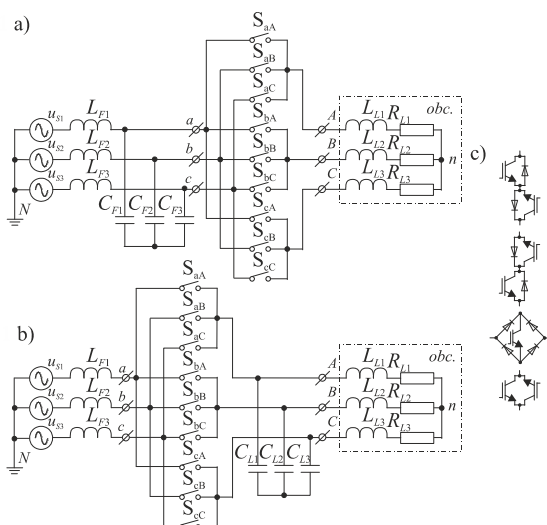 a)
S_aA
S_aB
S_aC
S_bA
S_bB
S_bC
S_cA
S_cB
S_cC
u_S1 L_F1
u_S2 L_F2
u_S3 L_F3
N
C_F1 C_F2 C_F3
a
b
c
A
B
C
L_L1 R_L1 obc.
L_L2 R_L2 n
L_L3 R_L3
c)
b)
S_aA
S_aB
S_aC
S_bA
S_bB
S_bC
S_cA
S_cB
S_cC
u_S1 L_F1
u_S2 L_F2
u_S3 L_F3
N
a
b
c
C_L1 C_L2 C_L3
A
B
C
L_L1 R_L1 obc.
L_L2 R_L2 n
L_L3 R_L3